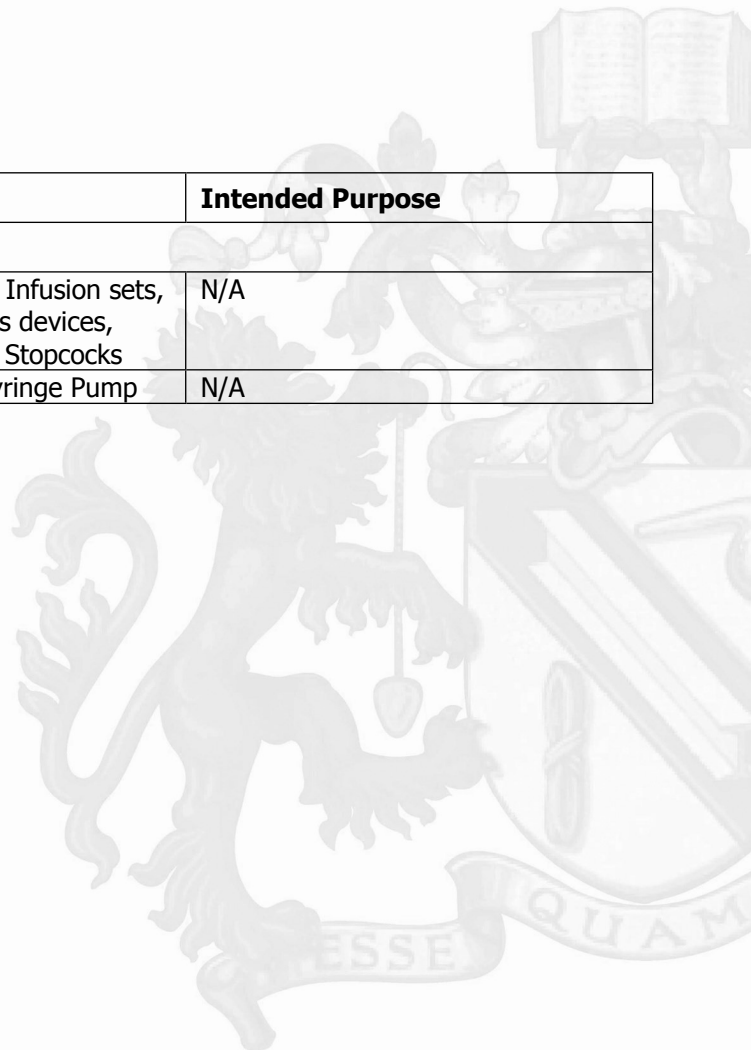 Intended Purpose
Infusion sets, N/A
s devices,
Stopcocks
yringe Pump N/A
ESSE QUAM